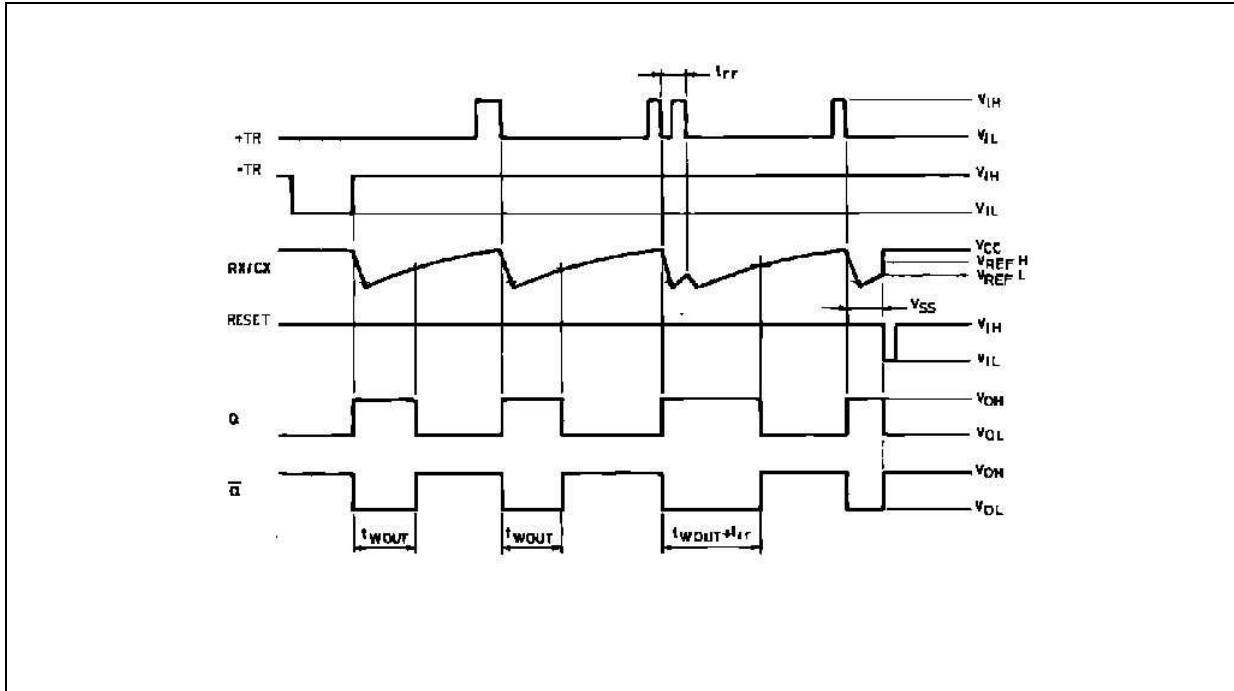 trr
VIH
+TR VIL
-TR VIH
VIL
VCC
VREF H
RX/CX VREF L
VSS
RESET VIH
VIL
Q VOH
VOL
Q̅ VOH
VOL
tWOUT tWOUT tWOUT+trr